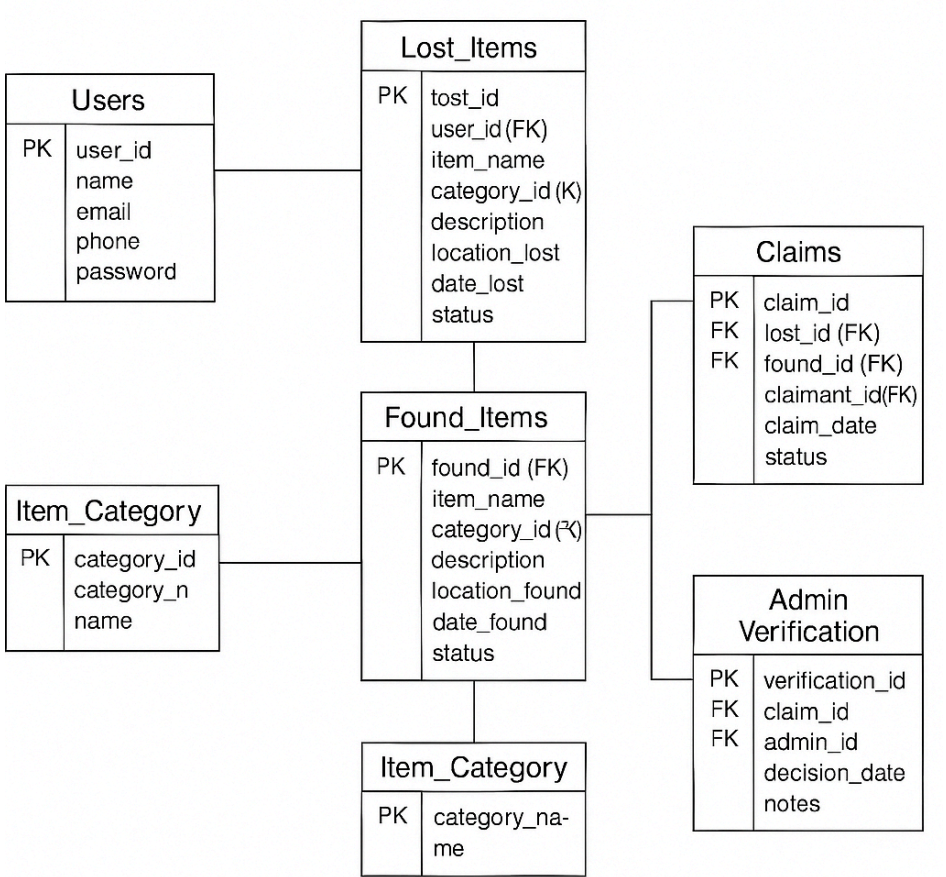 Users
PK user_id
name
email
phone
password
Lost_Items
PK tost_id
user_id (FK)
item_name
category_id (K)
description
location_lost
date_lost
status
Found_Items
PK found_id (FK)
item_name
category_id
description
location_found
date_found
status
Item_Category
PK category_id
category_n
name
Item_Category
PK category_na-
me
Claims
PK claim_id
FK lost_id (FK)
FK found_id (FK)
claimant_id(FK)
claim_date
status
Admin
Verification
PK verification_id
FK claim_id
FK admin_id
decision_date
notes